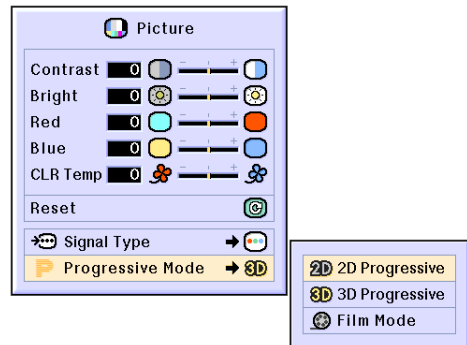 Picture
Contrast 0 - +
Bright 0 - +
Red 0 - +
Blue 0 - +
CLR Temp 0 - +
Reset
Signal Type
P Progressive Mode 3D
2D 2D Progressive
3D 3D Progressive
Film Mode